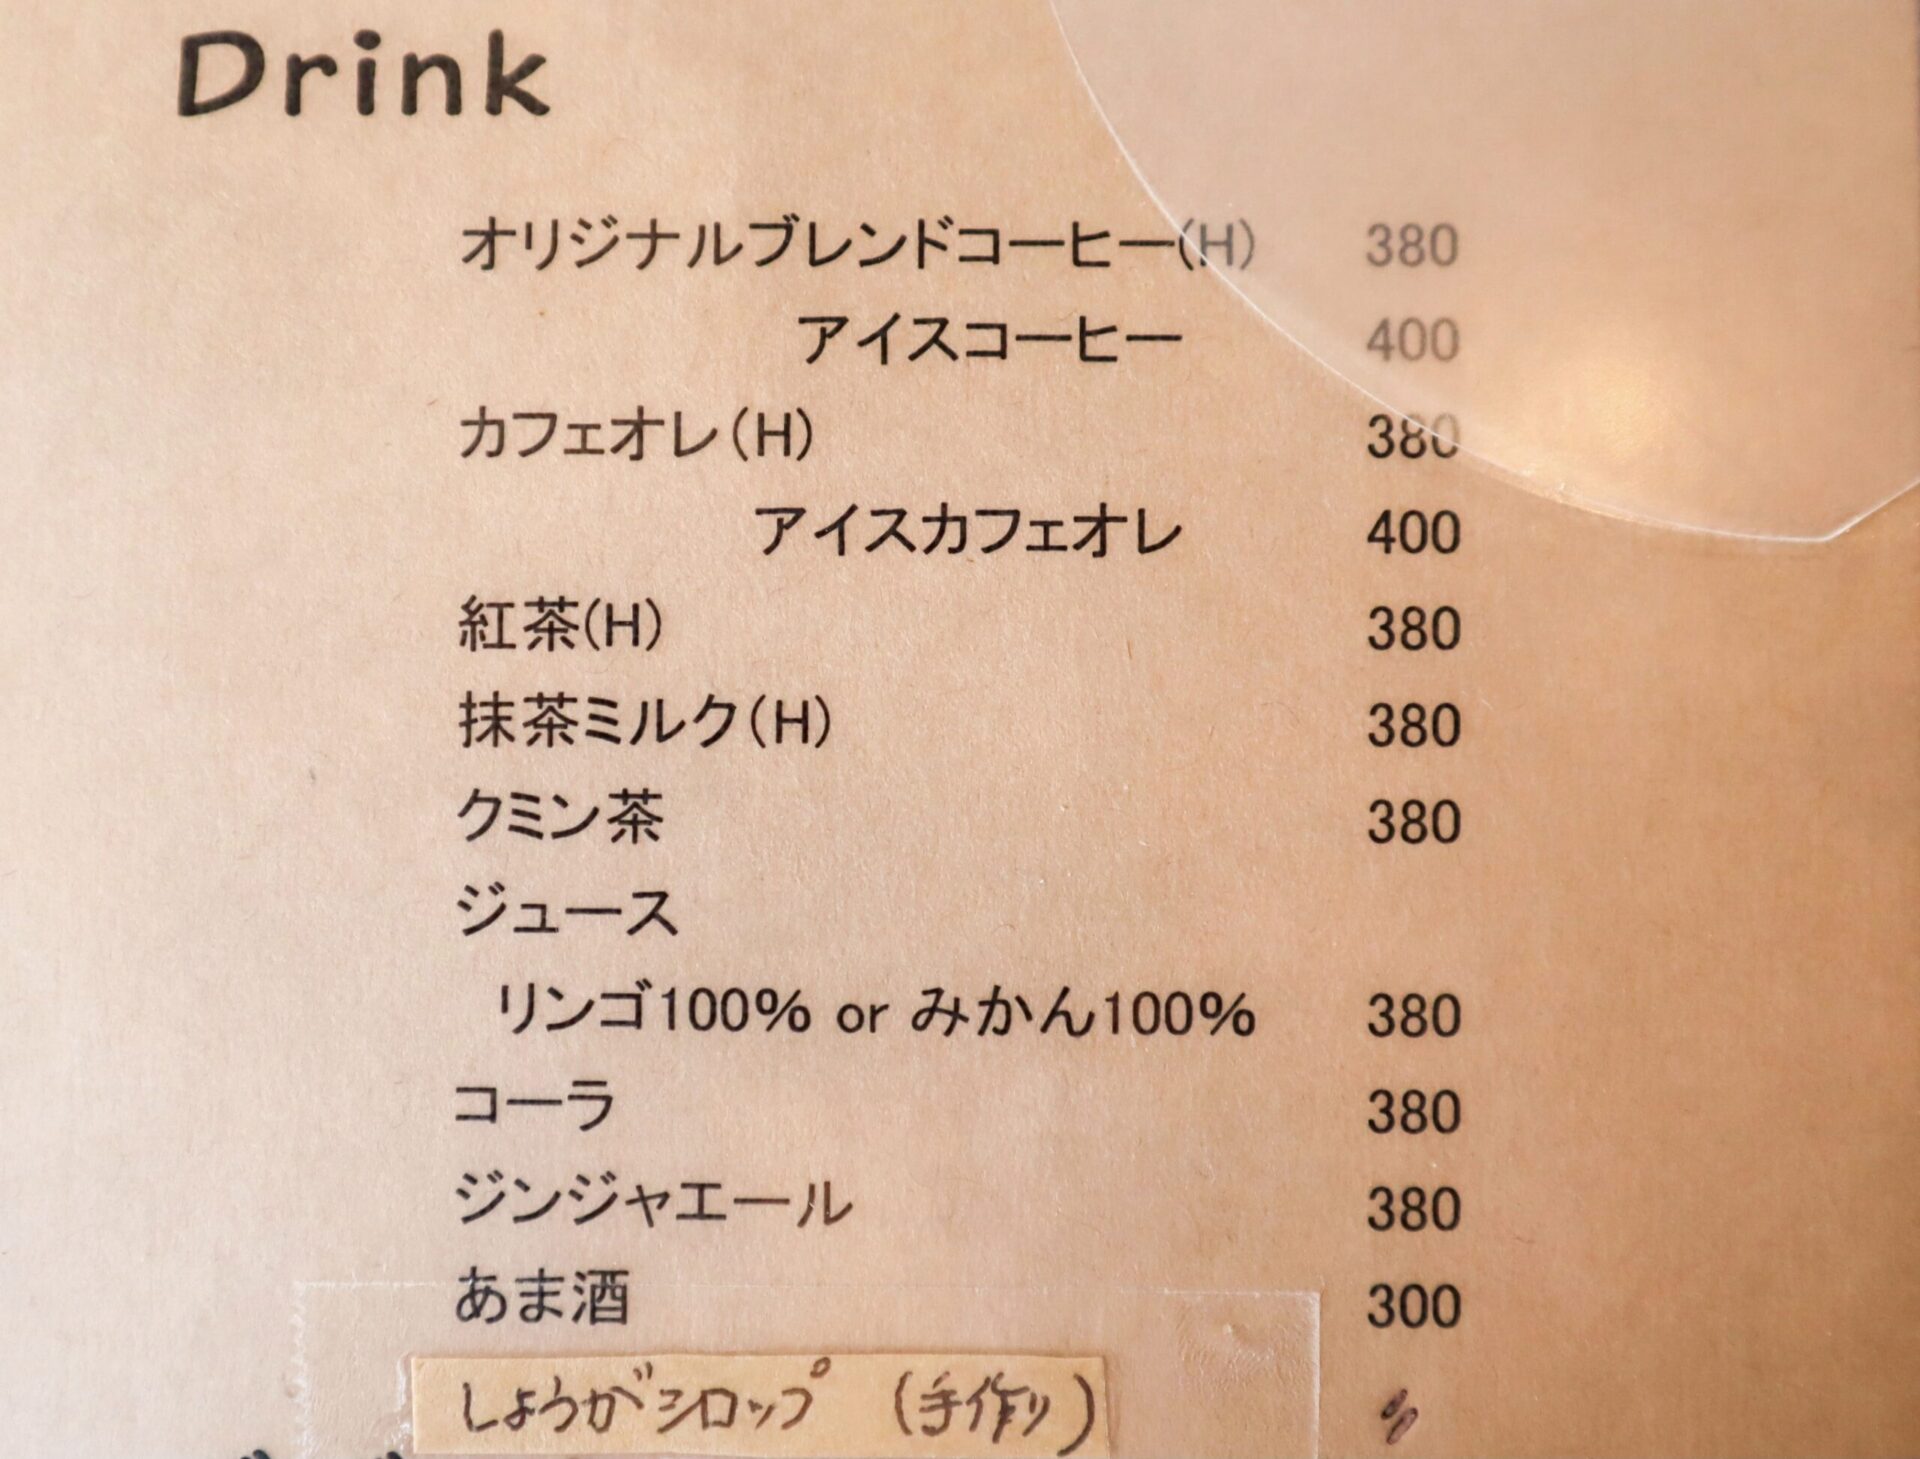 Drink
オリジナルブレンドコーヒー(H) 380
アイスコーヒー 400
カフェオレ(H) 380
アイスカフェオレ 400
紅茶(H) 380
抹茶ミルク(H) 380
クミン茶 380
ジュース
リンゴ100% or みかん100% 380
コーラ 380
ジンジャエール 380
あま酒 300
しょうがシロップ (手作り) 〃